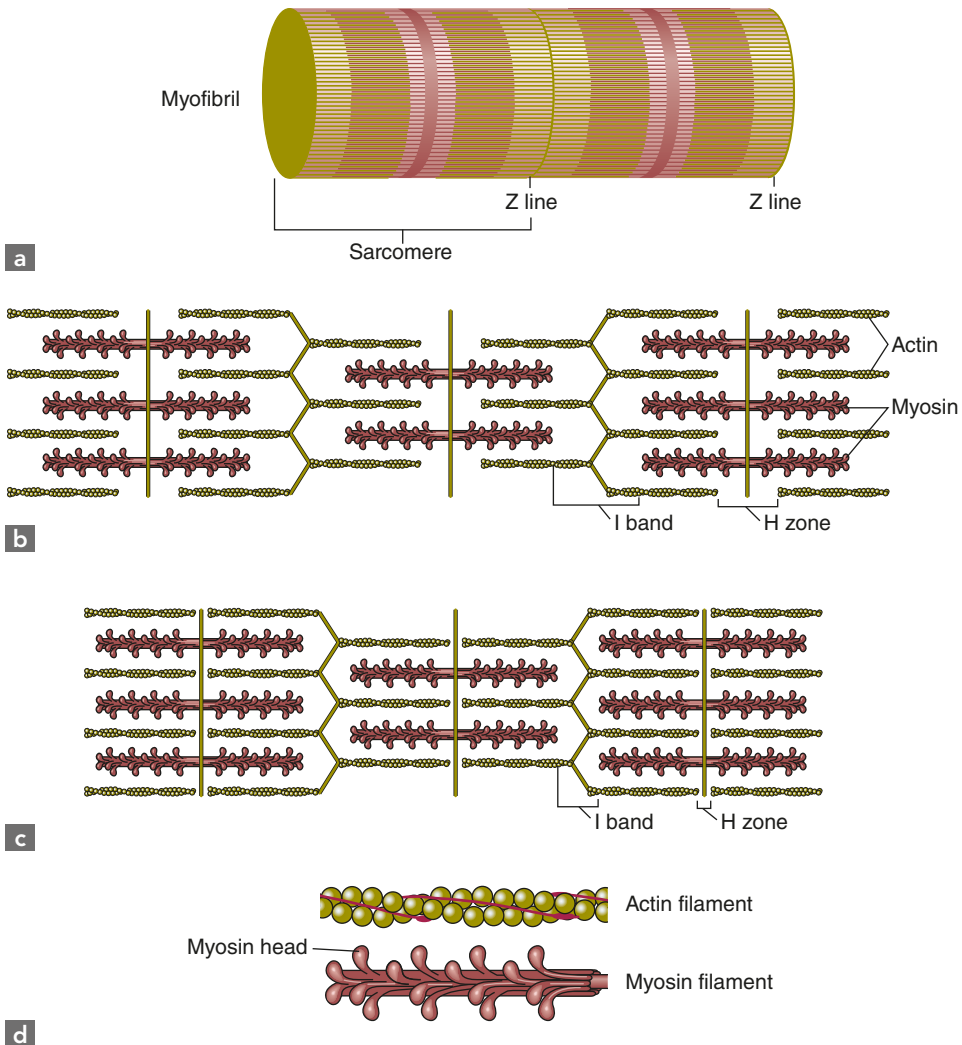 Myofibril
Z line
Z line
Sarcomere
a
Actin
Myosin
I band
H zone
b
I band
H zone
c
Actin filament
Myosin head
Myosin filament
d